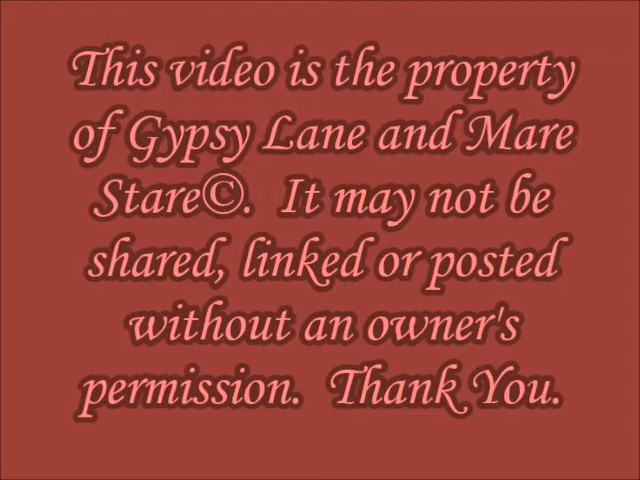 This video is the property
of Gypsy Lane and Mare
Stare©.  It may not be
shared, linked or posted
without an owner's
permission.  Thank You.